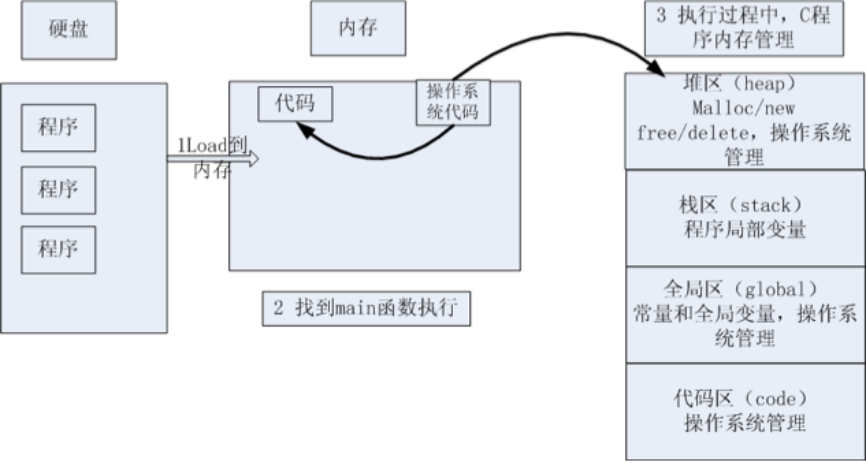 硬盘
程序
程序
程序
1Load到
内存
内存
代码
操作系
统代码
2 找到main函数执行
3 执行过程中，C程
序内存管理
堆区（heap）
Malloc/new
free/delete，操作系统
管理
栈区（stack）
程序局部变量
全局区（global）
常量和全局变量，操作系
统管理
代码区（code）
操作系统管理